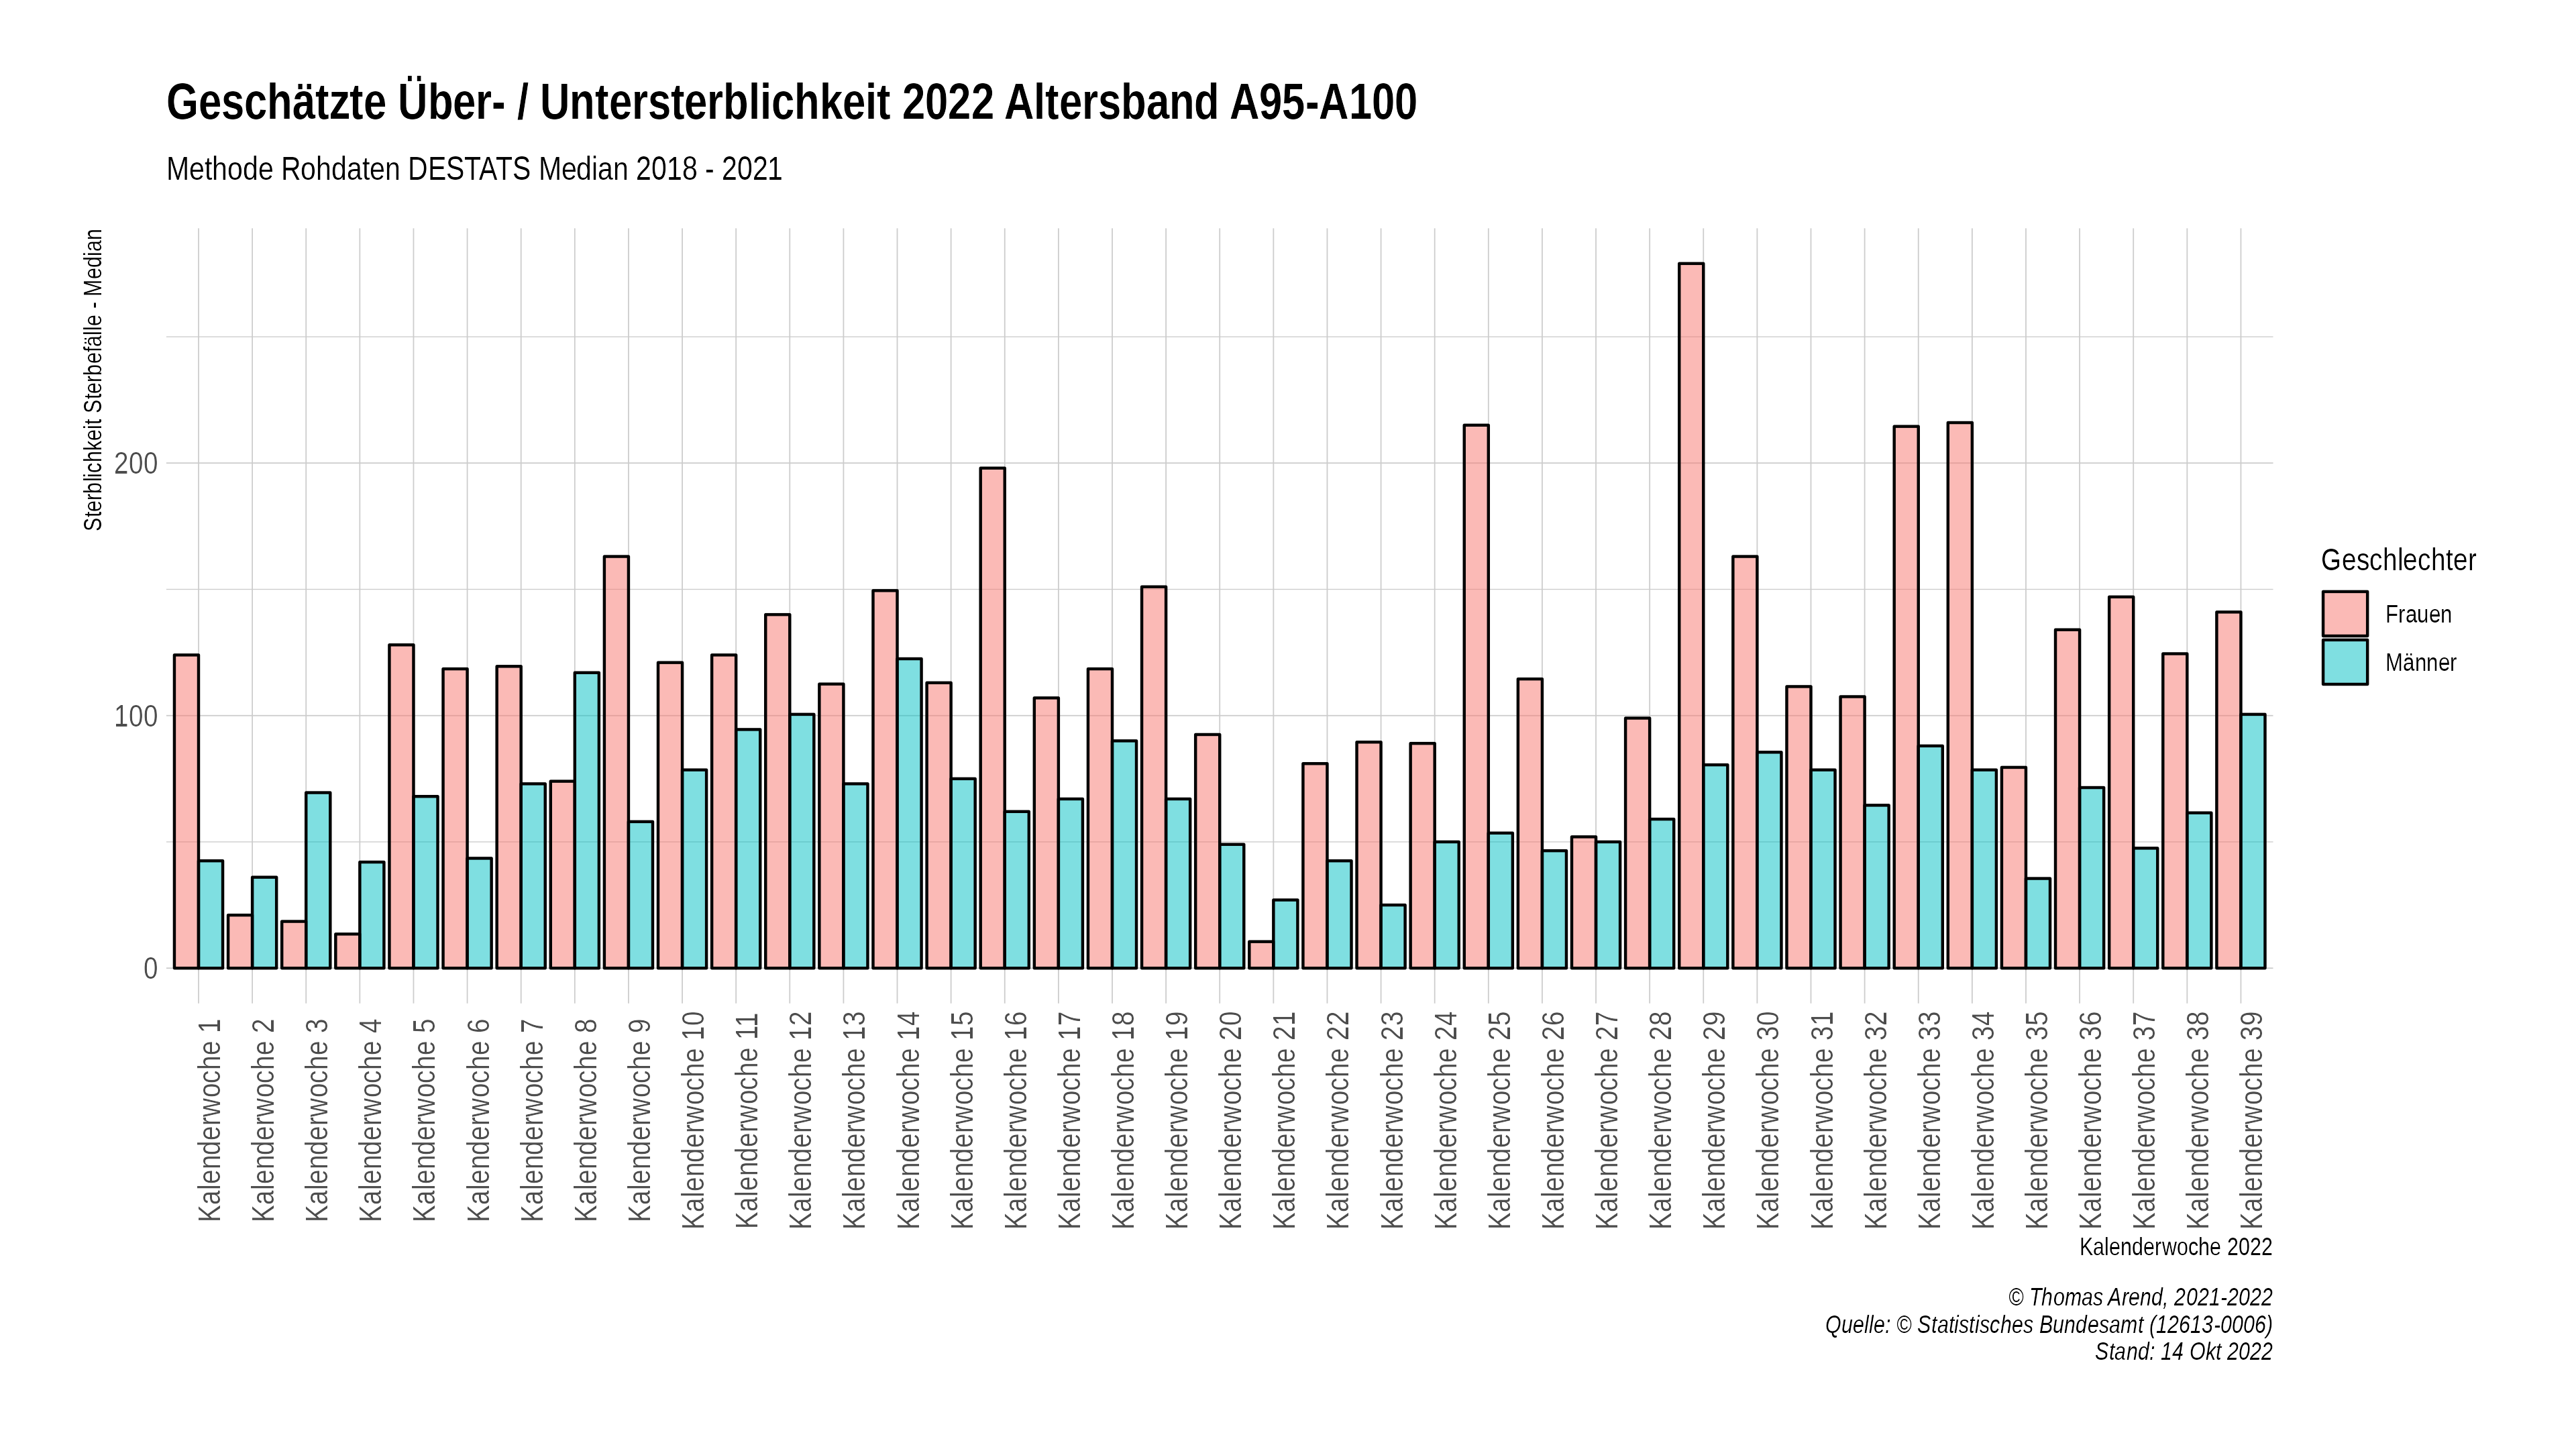 Geschätzte Über- / Untersterblichkeit 2022 Altersband A95-A100
Methode Rohdaten DESTATS Median 2018 - 2021
Sterblichkeit Sterbefälle - Median
200
100
0
Geschlechter
Frauen
Männer
Kalenderwoche 1
Kalenderwoche 2
Kalenderwoche 3
Kalenderwoche 4
Kalenderwoche 5
Kalenderwoche 6
Kalenderwoche 7
Kalenderwoche 8
Kalenderwoche 9
Kalenderwoche 10
Kalenderwoche 11
Kalenderwoche 12
Kalenderwoche 13
Kalenderwoche 14
Kalenderwoche 15
Kalenderwoche 16
Kalenderwoche 17
Kalenderwoche 18
Kalenderwoche 19
Kalenderwoche 20
Kalenderwoche 21
Kalenderwoche 22
Kalenderwoche 23
Kalenderwoche 24
Kalenderwoche 25
Kalenderwoche 26
Kalenderwoche 27
Kalenderwoche 28
Kalenderwoche 29
Kalenderwoche 30
Kalenderwoche 31
Kalenderwoche 32
Kalenderwoche 33
Kalenderwoche 34
Kalenderwoche 35
Kalenderwoche 36
Kalenderwoche 37
Kalenderwoche 38
Kalenderwoche 39
Kalenderwoche 2022
© Thomas Arend, 2021-2022
Quelle: © Statistisches Bundesamt (12613-0006)
Stand: 14 Okt 2022